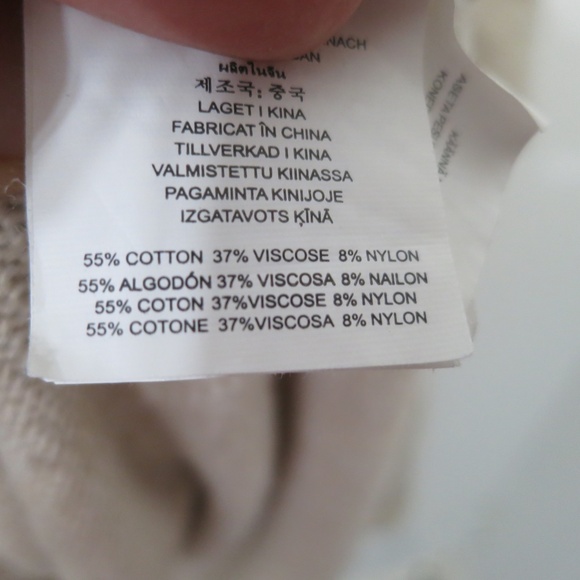 NACH
AN
ผลิตในจีน
제조국: 중국
LAGET I KINA
FABRICAT ÎN CHINA
TILLVERKAD I KINA
VALMISTETTU KIINASSA
PAGAMINTA KINIJOJE
IZGATAVOTS ĶĪNĀ
55% COTTON 37% VISCOSE 8% NYLON
55% ALGODÓN 37% VISCOSA 8% NAILON
55% COTON 37%VISCOSE 8% NYLON
55% COTONE 37%VISCOSA 8% NYLON